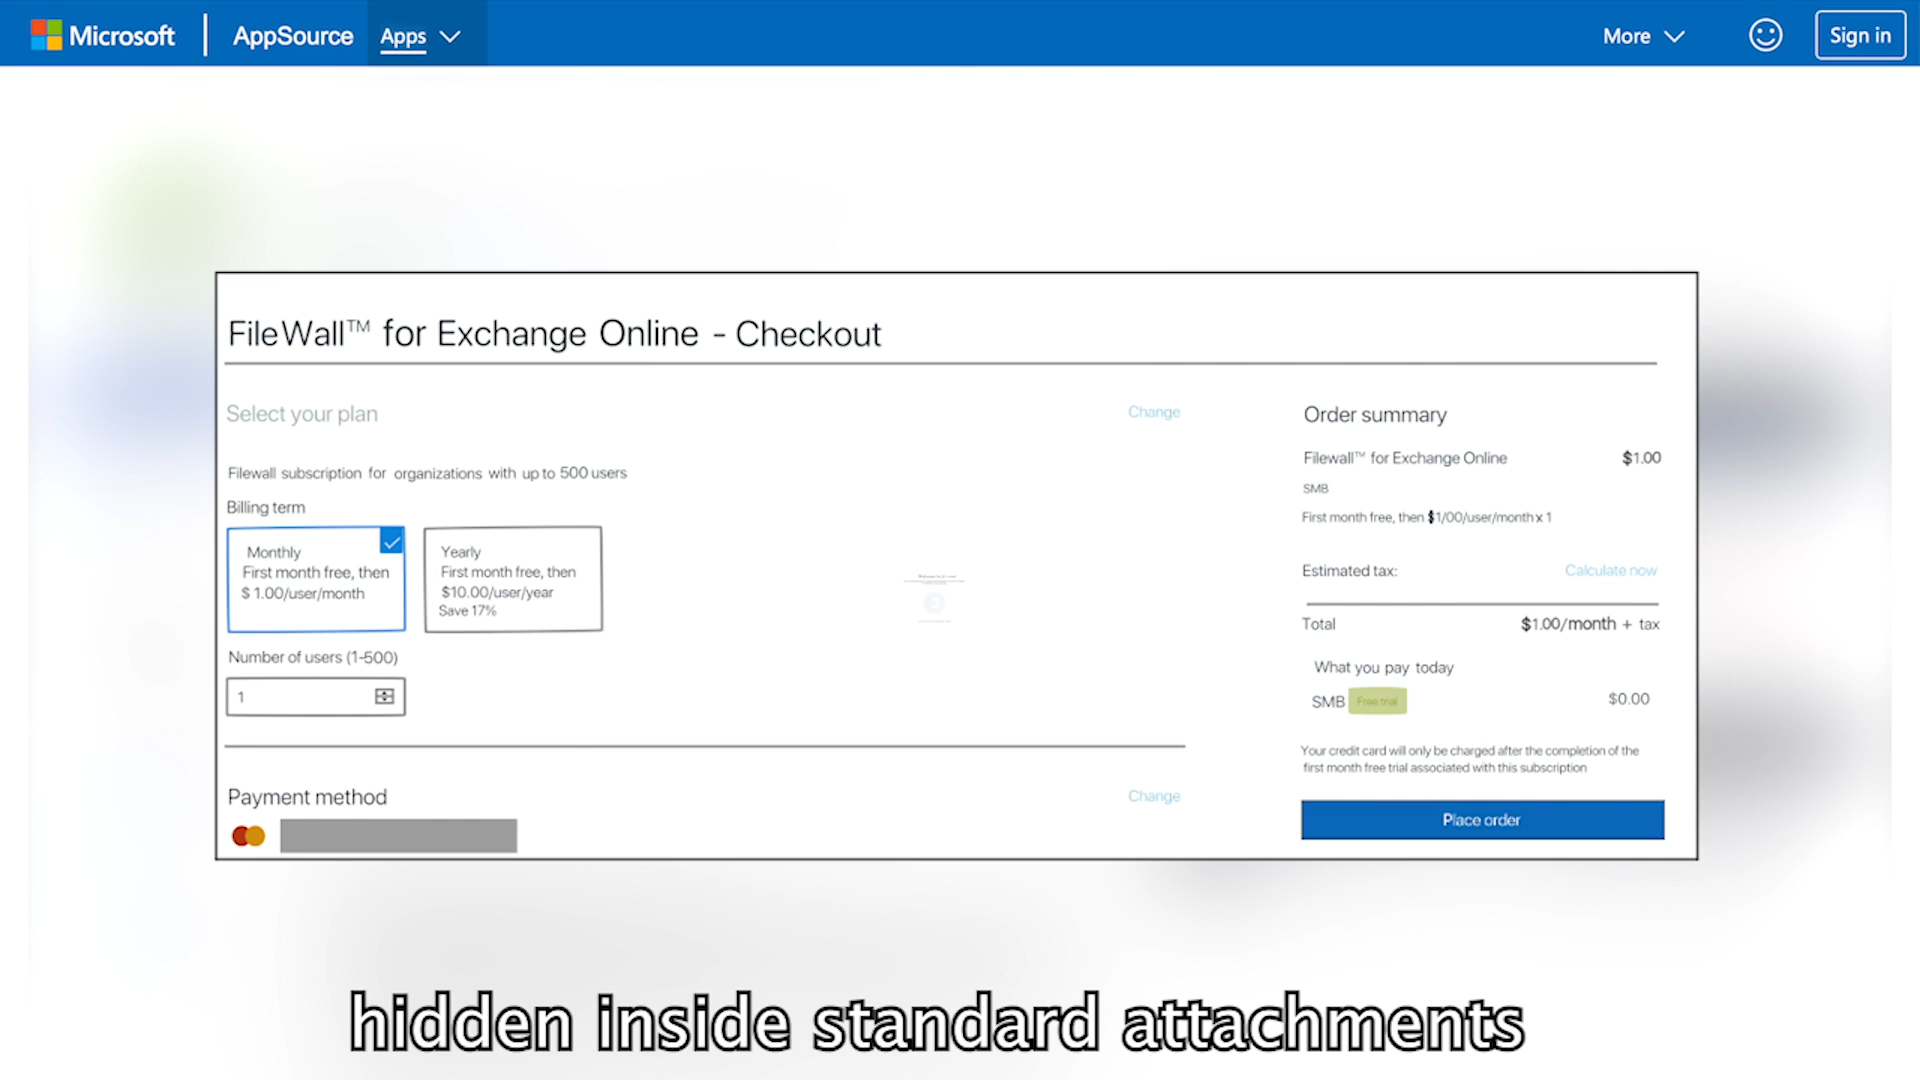 Microsoft
AppSource
Apps
More
Sign in
FileWall™ for Exchange Online - Checkout
Select your plan
Change
Filewall subscription for organizations with up to 500 users
Billing term
Monthly
First month free, then
$ 1.00/user/month
Yearly
First month free, then
$10.00/user/year
Save 17%
Number of users (1-500)
1
Payment method
Change
Order summary
Filewall™ for Exchange Online $1.00
SMB
First month free, then $1/00/user/month x 1
Estimated tax: Calculate now
Total $1.00/month + tax
What you pay today
SMB Free trial $0.00
Your credit card will only be charged after the completion of the
first month free trial associated with this subscription
Place order
hidden inside standard attachments